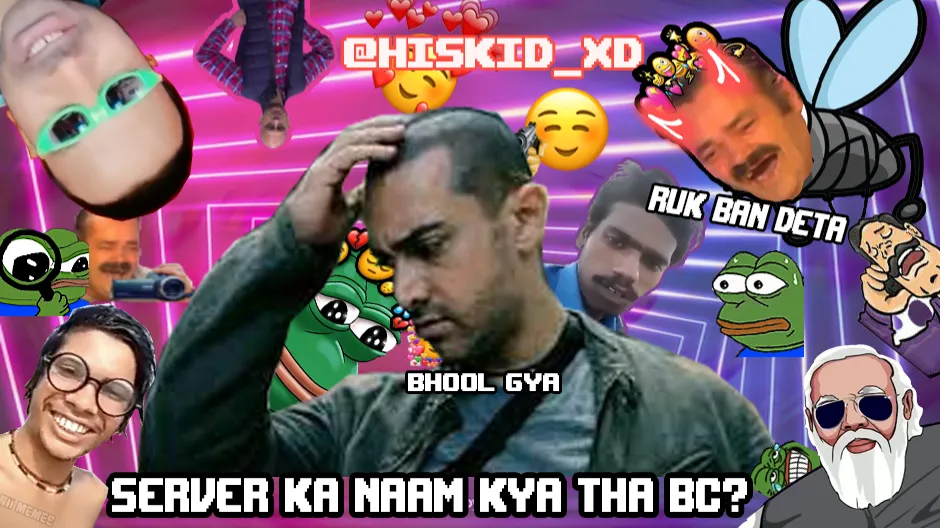 @HISKID_XD
RUK BAN DETA
BHOOL GYA
SERVER KA NAAM KYA THA BC?